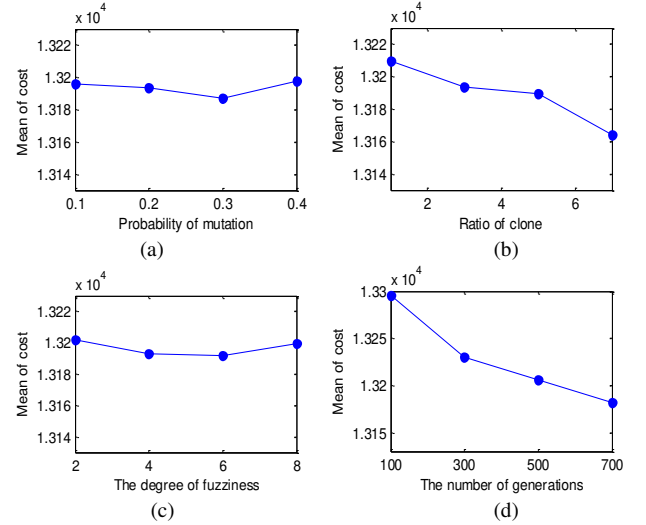 x 10^4
1.322
1.32
1.318
1.316
1.314
Mean of cost
0.1 0.2 0.3 0.4
Probability of mutation
(a)
x 10^4
1.322
1.32
1.318
1.316
1.314
Mean of cost
2 4 6
Ratio of clone
(b)
x 10^4
1.322
1.32
1.318
1.316
1.314
Mean of cost
2 4 6 8
The degree of fuzziness
(c)
x 10^4
1.33
1.325
1.32
1.315
Mean of cost
100 300 500 700
The number of generations
(d)